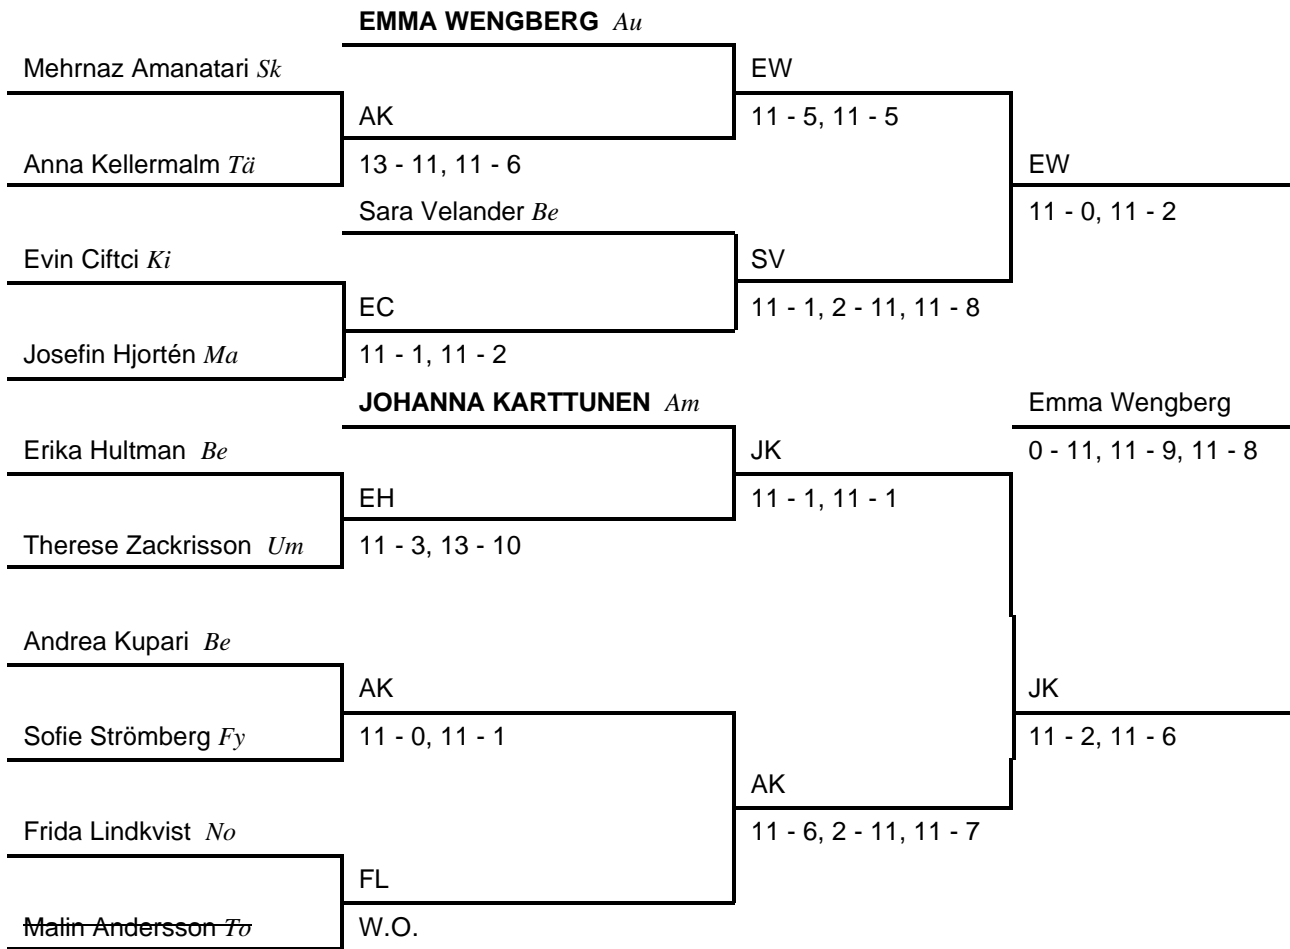 EMMA WENGBERG Au
Mehrnaz Amanatari Sk
EW
AK
11 - 5, 11 - 5
Anna Kellermalm Tä
13 - 11, 11 - 6
EW
Sara Velander Be
11 - 0, 11 - 2
Evin Ciftci Ki
SV
EC
11 - 1, 2 - 11, 11 - 8
Josefin Hjortén Ma
11 - 1, 11 - 2
JOHANNA KARTTUNEN Am
Emma Wengberg
Erika Hultman Be
JK
0 - 11, 11 - 9, 11 - 8
EH
11 - 1, 11 - 1
Therese Zackrisson Um
11 - 3, 13 - 10
Andrea Kupari Be
AK
JK
Sofie Strömberg Fy
11 - 0, 11 - 1
11 - 2, 11 - 6
AK
Frida Lindkvist No
11 - 6, 2 - 11, 11 - 7
FL
Malin Andersson To
W.O.